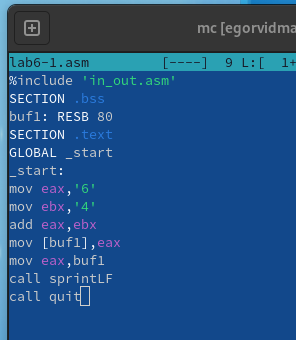 mc [egorvidma
lab6-1.asm [----] 9 L:[ 1+
%include 'in_out.asm'
SECTION .bss
buf1: RESB 80
SECTION .text
GLOBAL _start
_start:
mov eax,'6'
mov ebx,'4'
add eax,ebx
mov [buf1],eax
mov eax,buf1
call sprintLF
call quit